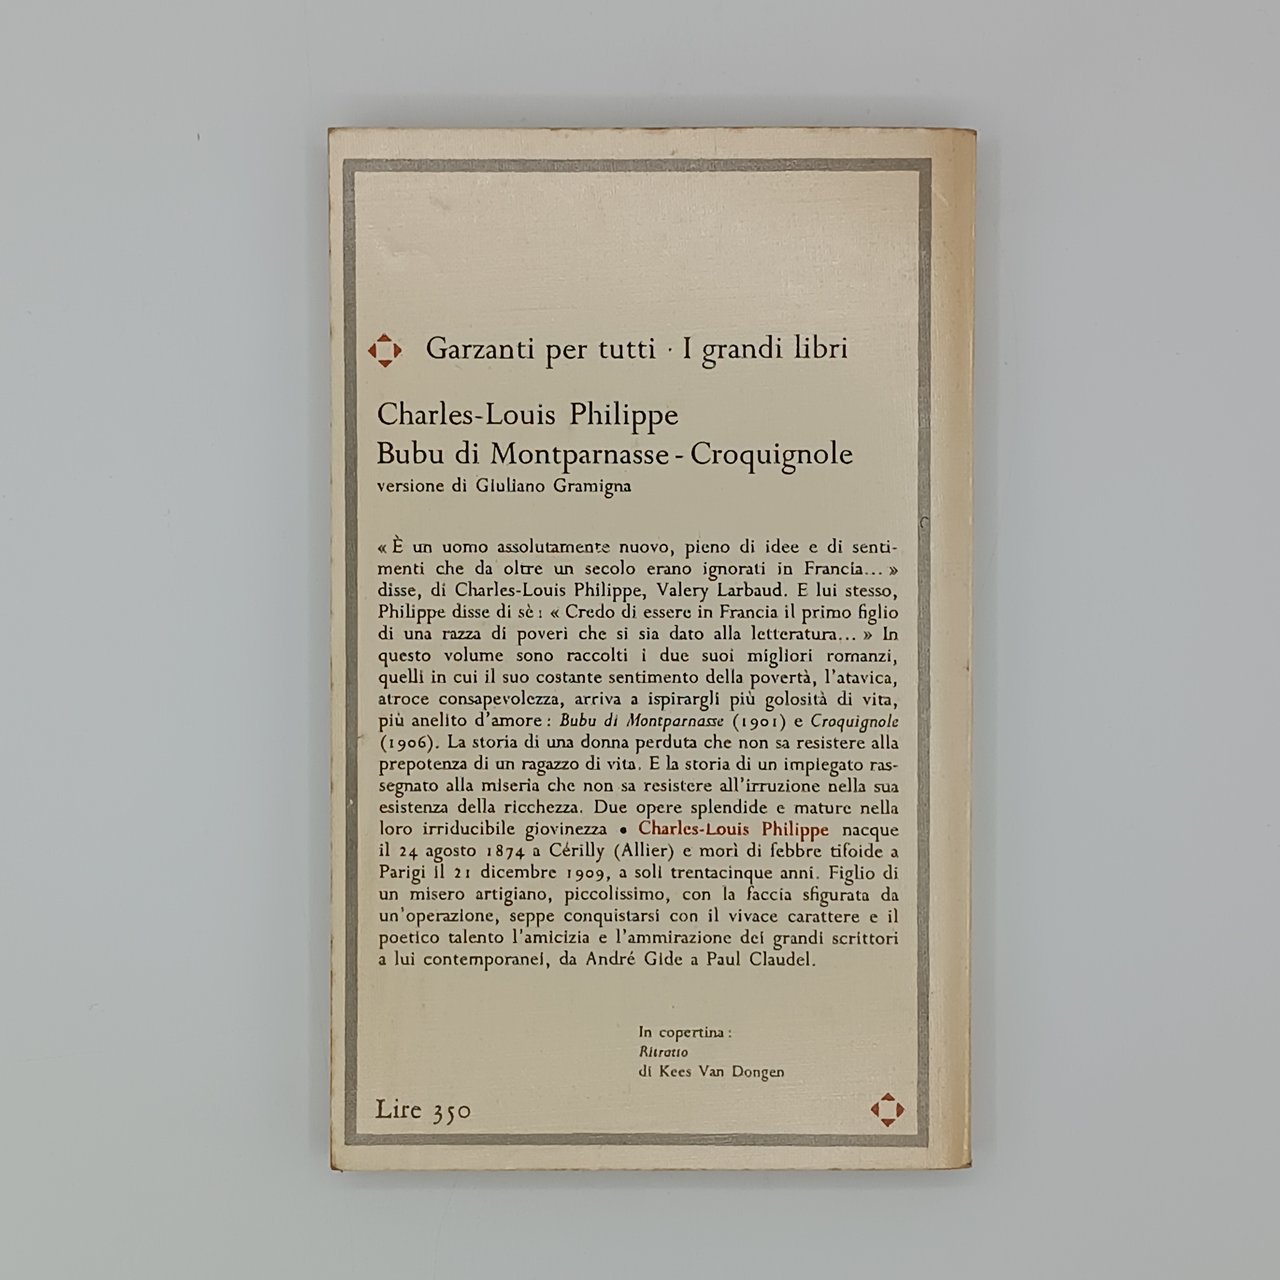 Garzanti per tutti · I grandi libri
Charles-Louis Philippe
Bubu di Montparnasse - Croquignole
versione di Giuliano Gramigna
« È un uomo assolutamente nuovo, pieno di idee e di senti-
menti che da oltre un secolo erano ignorati in Francia... »
disse, di Charles-Louis Philippe, Valery Larbaud. E lui stesso,
Philippe disse di sè: « Credo di essere in Francia il primo figlio
di una razza di poveri che si sia dato alla letteratura... » In
questo volume sono raccolti i due suoi migliori romanzi,
quelli in cui il suo costante sentimento della povertà, l'atavica,
atroce consapevolezza, arriva a ispirargli più golosità di vita,
più anelito d'amore: Bubu di Montparnasse (1901) e Croquignole
(1906). La storia di una donna perduta che non sa resistere alla
prepotenza di un ragazzo di vita. E la storia di un impiegato ras-
segnato alla miseria che non sa resistere all'irruzione nella sua
esistenza della ricchezza. Due opere splendide e mature nella
loro irriducibile giovinezza • Charles-Louis Philippe nacque
il 24 agosto 1874 a Cérilly (Allier) e morì di febbre tifoide a
Parigi il 21 dicembre 1909, a soli trentacinque anni. Figlio di
un misero artigiano, piccolissimo, con la faccia sfigurata da
un'operazione, seppe conquistarsi con il vivace carattere e il
poetico talento l'amicizia e l'ammirazione dei grandi scrittori
a lui contemporanei, da André Gide a Paul Claudel.
In copertina:
Ritratto
di Kees Van Dongen
Lire 350